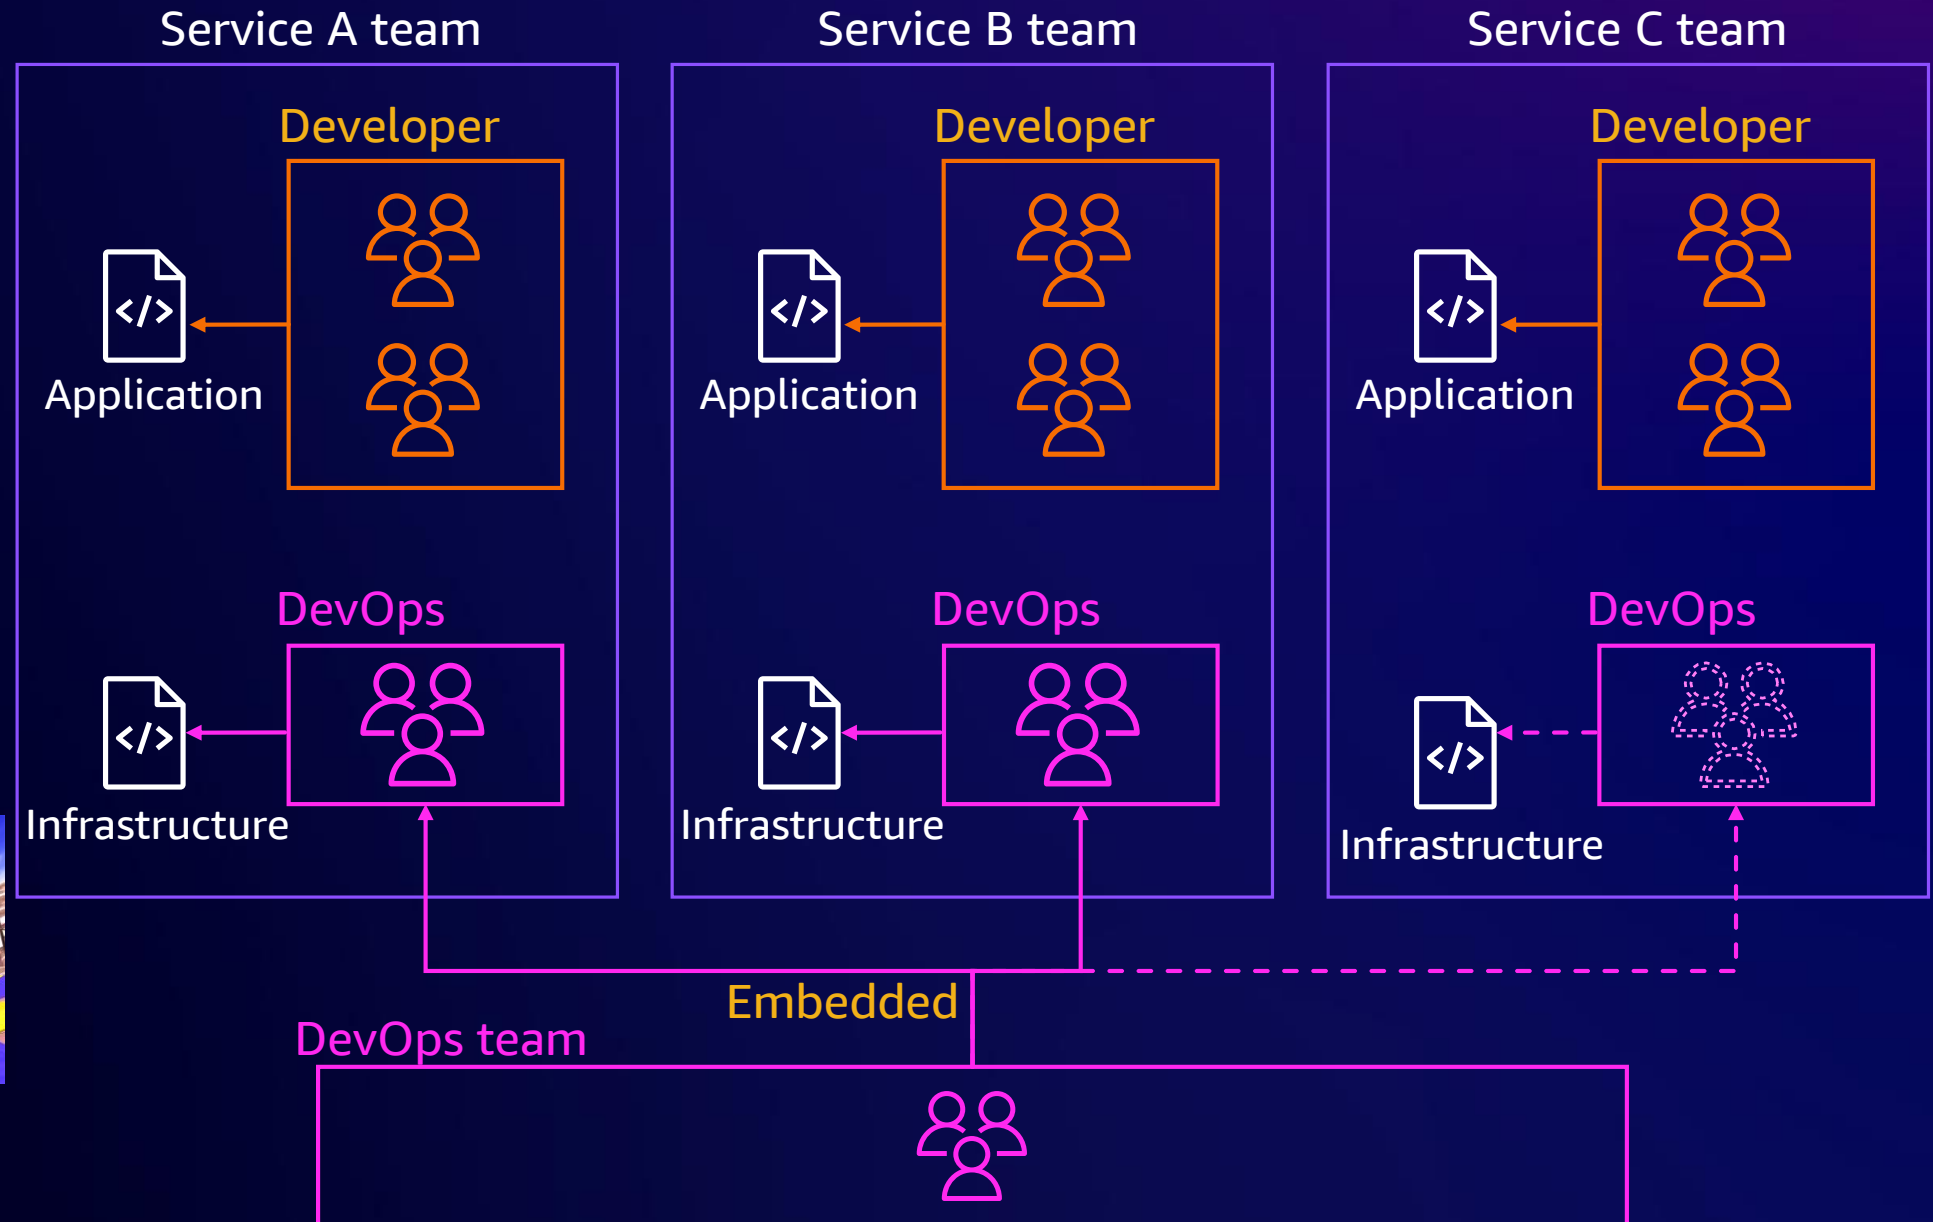 Service A team
Service B team
Service C team
Developer
Developer
Developer
</>
</>
</>
Application
Application
Application
DevOps
DevOps
DevOps
</>
</>
</>
Infrastructure
Infrastructure
Infrastructure
Embedded
DevOps team